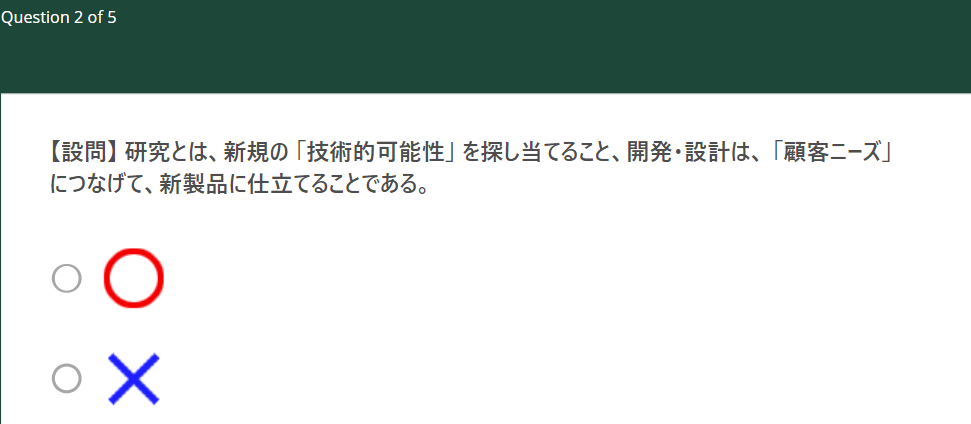 Question 2 of 5
【設問】研究とは、新規の「技術的可能性」を探し当てること、開発・設計は、「顧客ニーズ」
につなげて、新製品に仕立てることである。